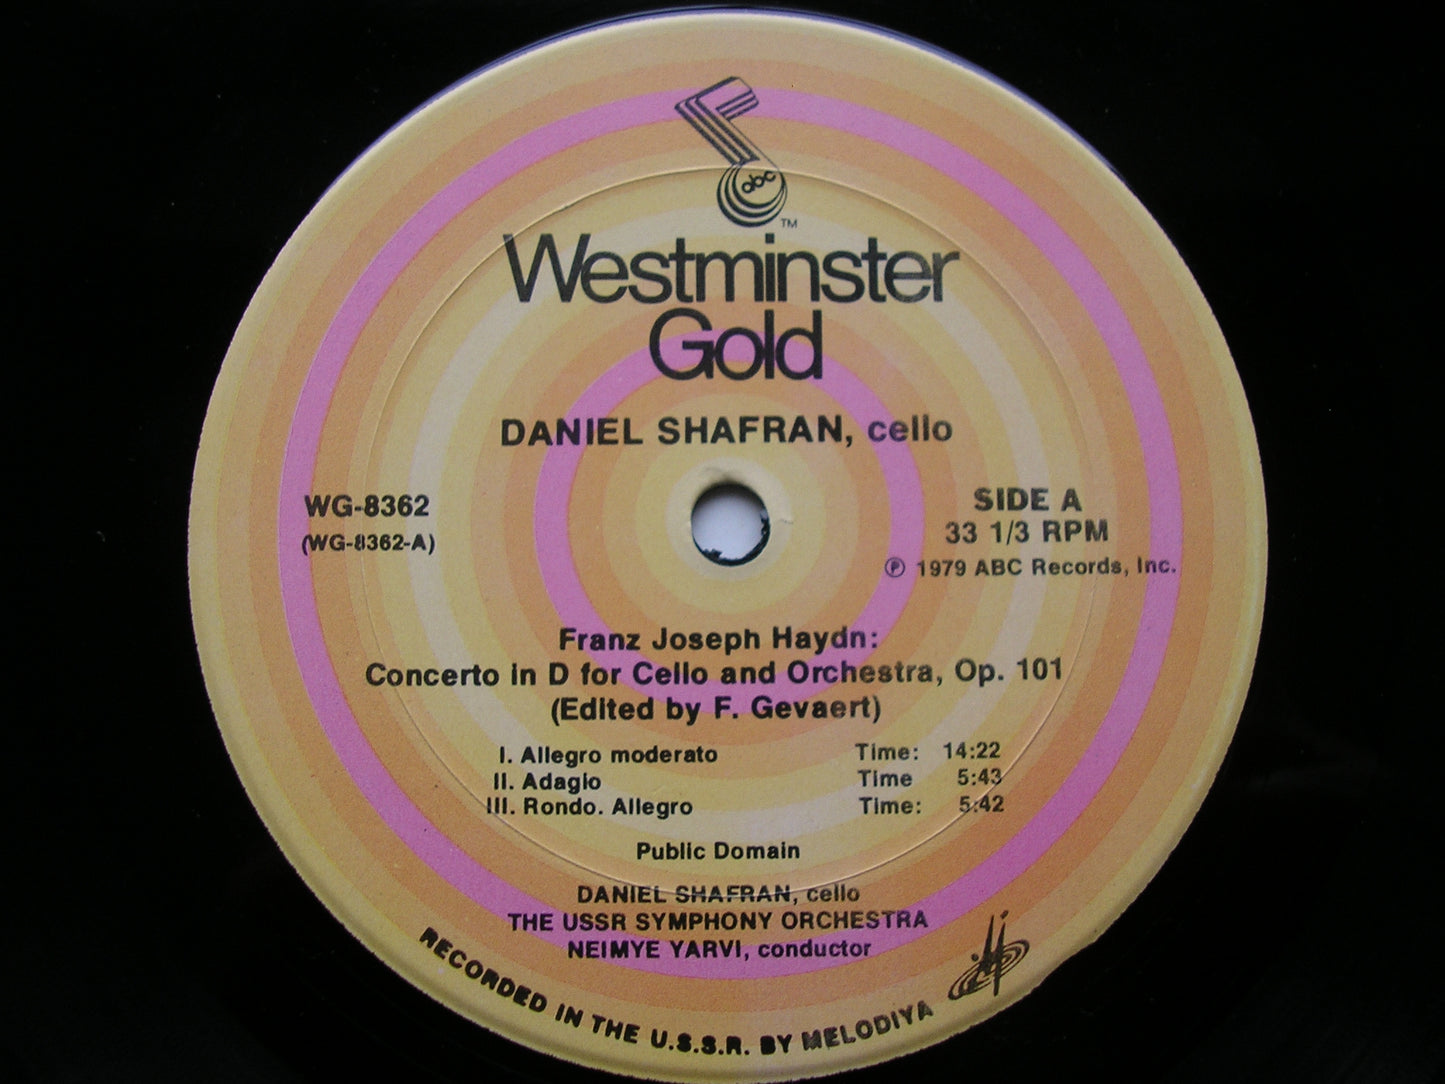 abc
TM
Westminster
Gold
DANIEL SHAFRAN, cello
WG-8362
(WG-8362-A)
SIDE A
33 1/3 RPM
℗ 1979 ABC Records, Inc.
Franz Joseph Haydn:
Concerto in D for Cello and Orchestra, Op. 101
(Edited by F. Gevaert)
I. Allegro moderato Time: 14:22
II. Adagio Time 5:43
III. Rondo. Allegro Time: 5:42
Public Domain
DANIEL SHAFRAN, cello
THE USSR SYMPHONY ORCHESTRA
NEIMYE YARVI, conductor
RECORDED IN THE U.S.S.R. BY MELODIYA